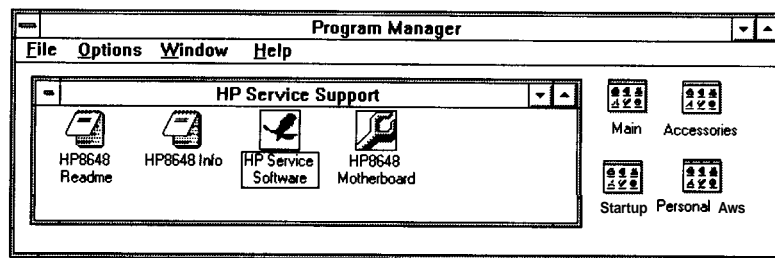 Program Manager
File Options Window Help
HP Service Support
HP8648 Readme
HP8648 Info
HP Service Software
HP8648 Motherboard
Main
Accessories
Startup
Personal Aws